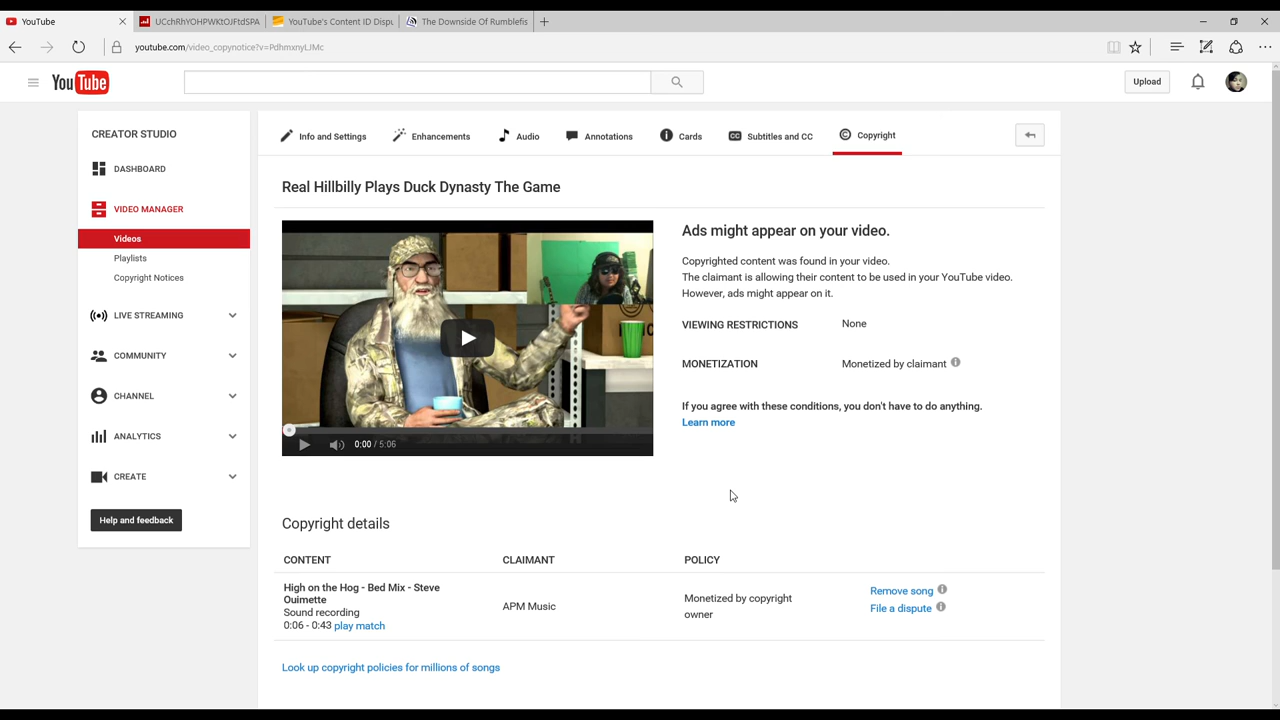 YouTube
UCchRhYOHPWKtOJFtdSPA
YouTube's Content ID Dispu
The Downside Of Rumblefis
youtube.com/video_copynotice?v=PdhmxnyLJMc
YouTube
Upload
CREATOR STUDIO
DASHBOARD
VIDEO MANAGER
Videos
Playlists
Copyright Notices
LIVE STREAMING
COMMUNITY
CHANNEL
ANALYTICS
CREATE
Help and feedback
Info and Settings
Enhancements
Audio
Annotations
Cards
CC Subtitles and CC
Copyright
Real Hillbilly Plays Duck Dynasty The Game
0:00 / 5:06
Ads might appear on your video.
Copyrighted content was found in your video.
The claimant is allowing their content to be used in your YouTube video.
However, ads might appear on it.
VIEWING RESTRICTIONS None
MONETIZATION Monetized by claimant
If you agree with these conditions, you don't have to do anything.
Learn more
Copyright details
CONTENT CLAIMANT POLICY
High on the Hog - Bed Mix - Steve
Ouimette
Sound recording
0:06 - 0:43 play match
APM Music
Monetized by copyright
owner
Remove song
File a dispute
Look up copyright policies for millions of songs